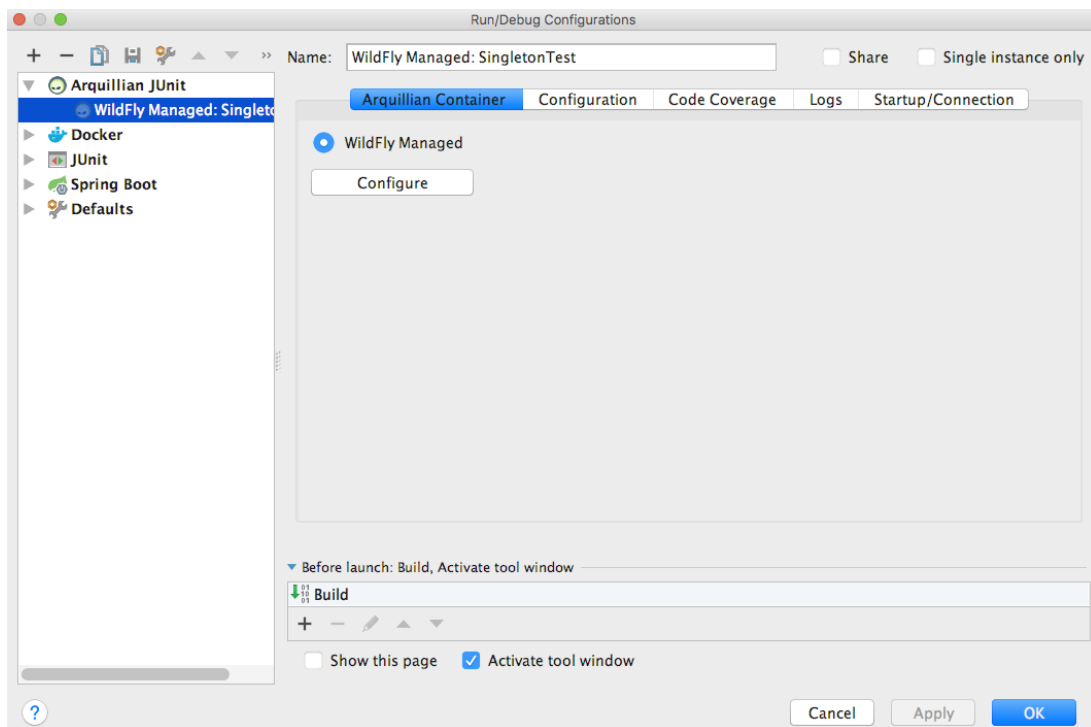 Run/Debug Configurations
Name: WildFly Managed: SingletonTest Share Single instance only
Arquillian JUnit
WildFly Managed: Singleto
Docker
JUnit
Spring Boot
Defaults
Arquillian Container Configuration Code Coverage Logs Startup/Connection
WildFly Managed
Configure
Before launch: Build, Activate tool window
Build
Show this page Activate tool window
? Cancel Apply OK